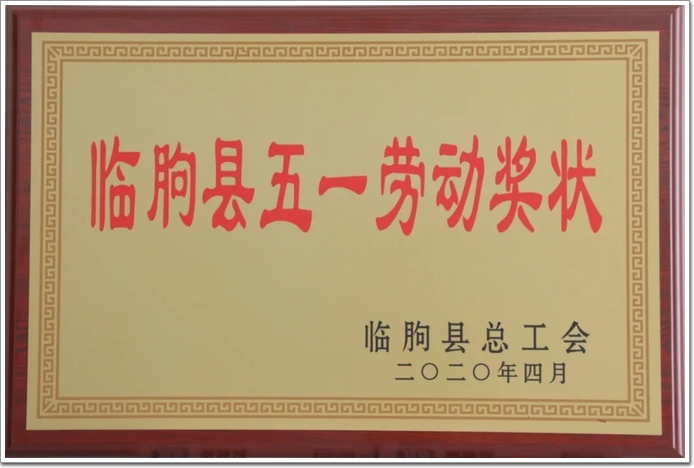 临朐县五一劳动奖状
临朐县总工会
二〇二〇年四月